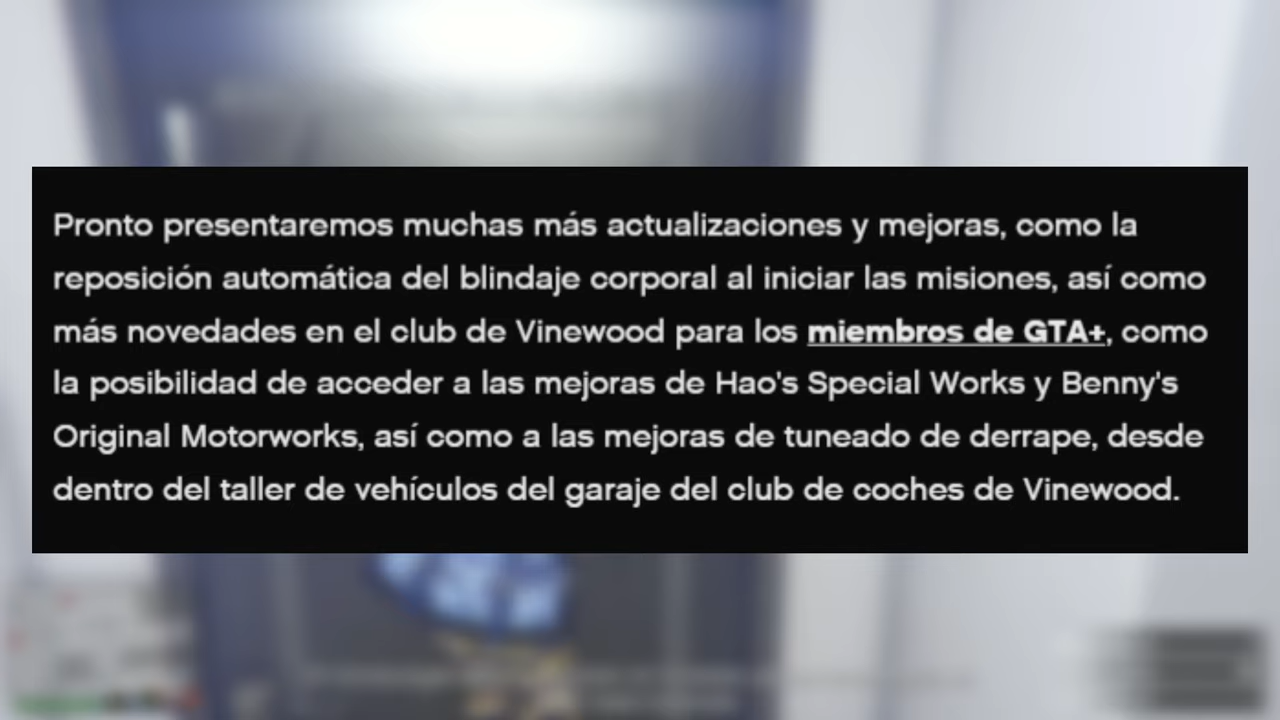 Pronto presentaremos muchas más actualizaciones y mejoras, como la
reposición automática del blindaje corporal al iniciar las misiones, así como
más novedades en el club de Vinewood para los miembros de GTA+, como
la posibilidad de acceder a las mejoras de Hao's Special Works y Benny's
Original Motorworks, así como a las mejoras de tuneado de derrape, desde
dentro del taller de vehículos del garaje del club de coches de Vinewood.